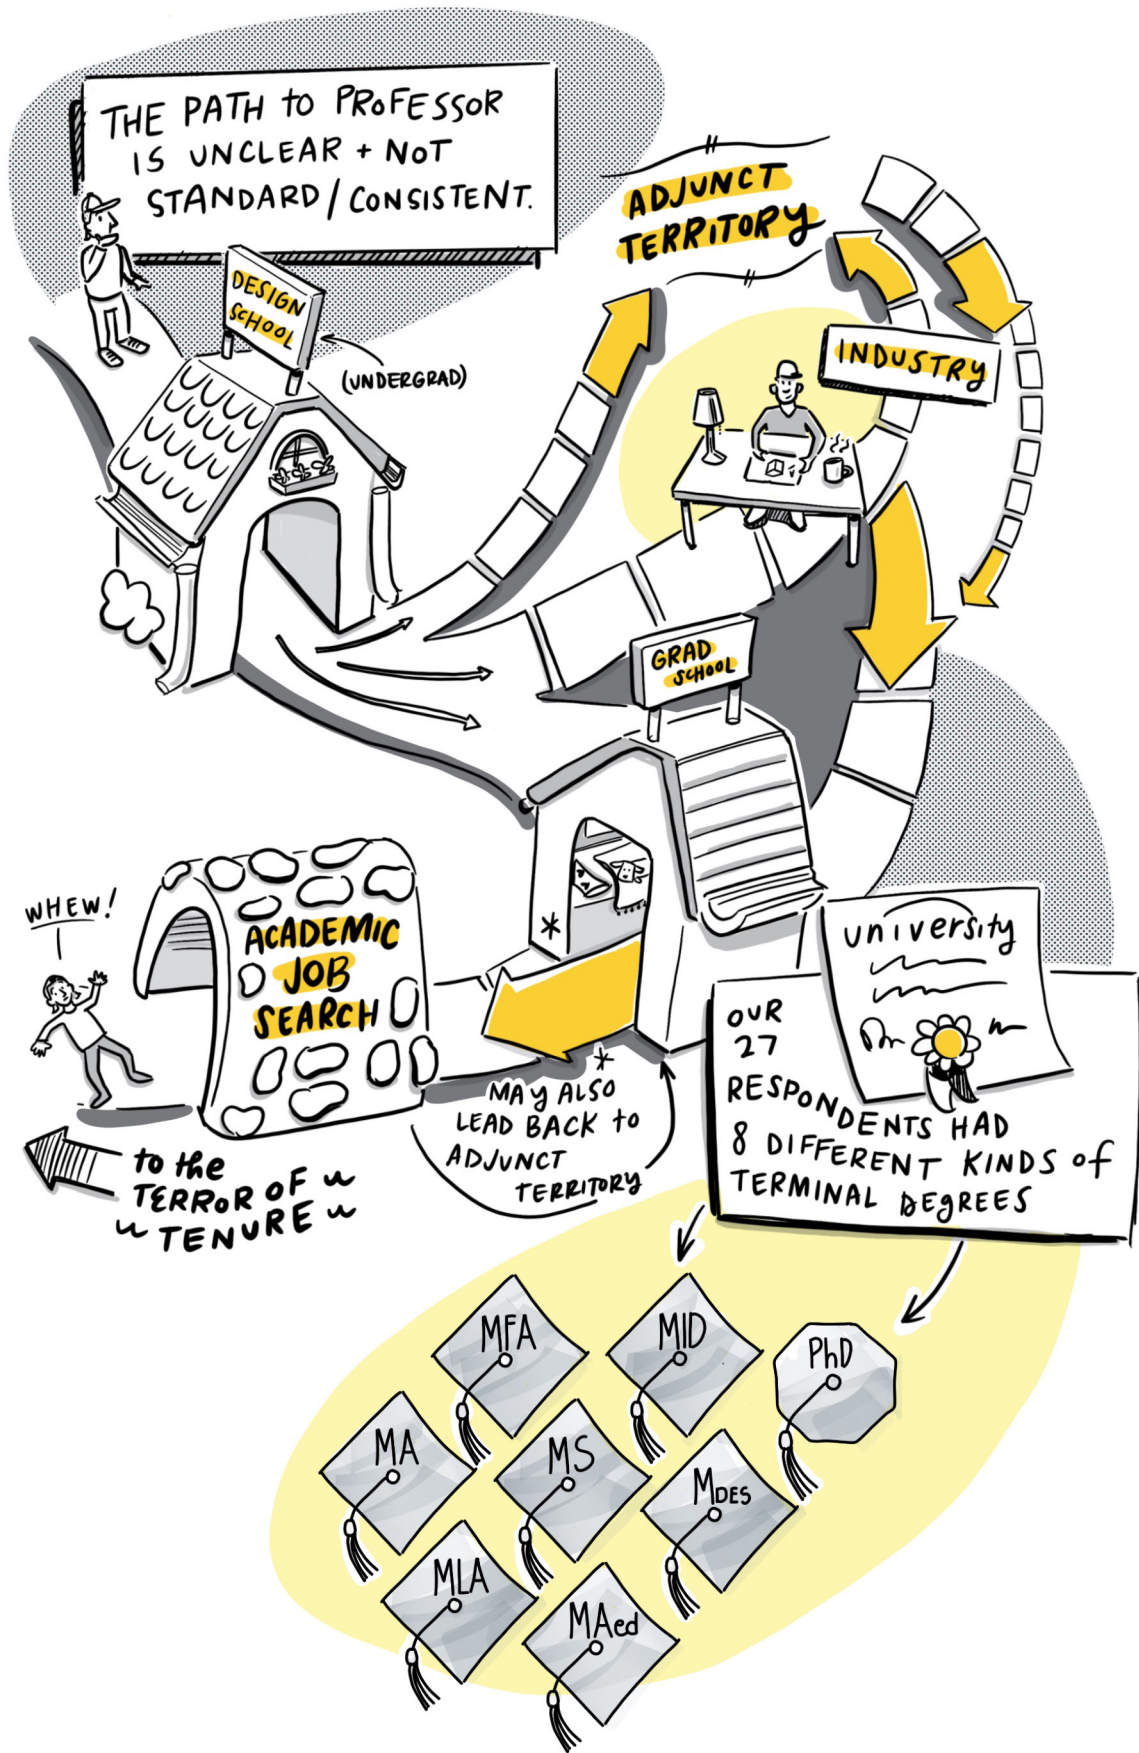 THE PATH to PROFESSOR
IS UNCLEAR + NOT
STANDARD/CONSISTENT.
DESIGN
SCHOOL
(UNDERGRAD)
ADJUNCT
TERRITORY
INDUSTRY
GRAD
SCHOOL
WHEW!
ACADEMIC
JOB
SEARCH
*
*
MAY ALSO
LEAD BACK to
ADJUNCT
TERRITORY
to the
TERROR OF
TENURE
university
OUR
27
RESPONDENTS HAD
8 DIFFERENT KINDS of
TERMINAL DEGREES
MFA
MID
PhD
MA
MS
MDES
MLA
MAed